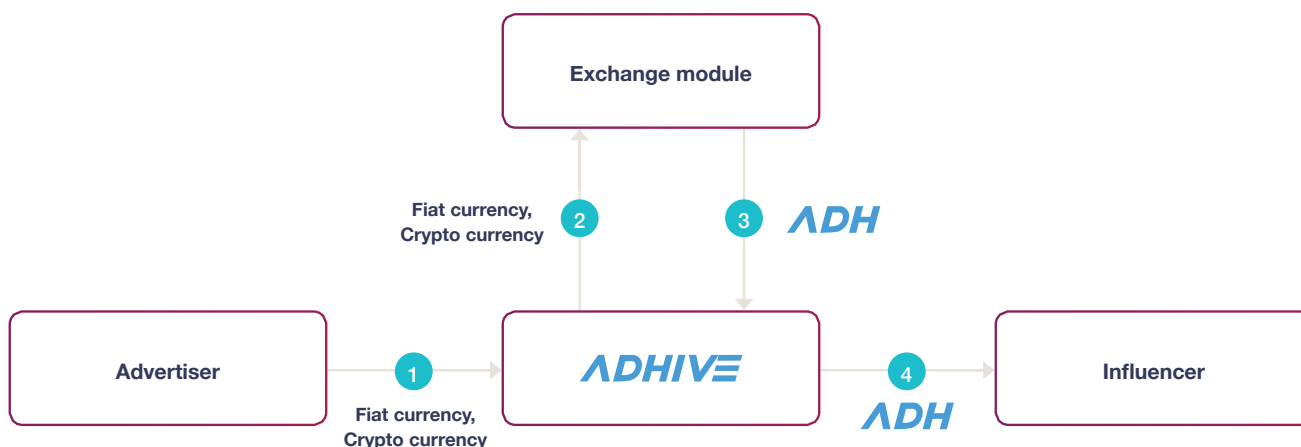 Exchange module
Fiat currency,
Crypto currency
2
3
ADH
Advertiser
1
ADHIVE
4
Influencer
Fiat currency,
Crypto currency
ADH